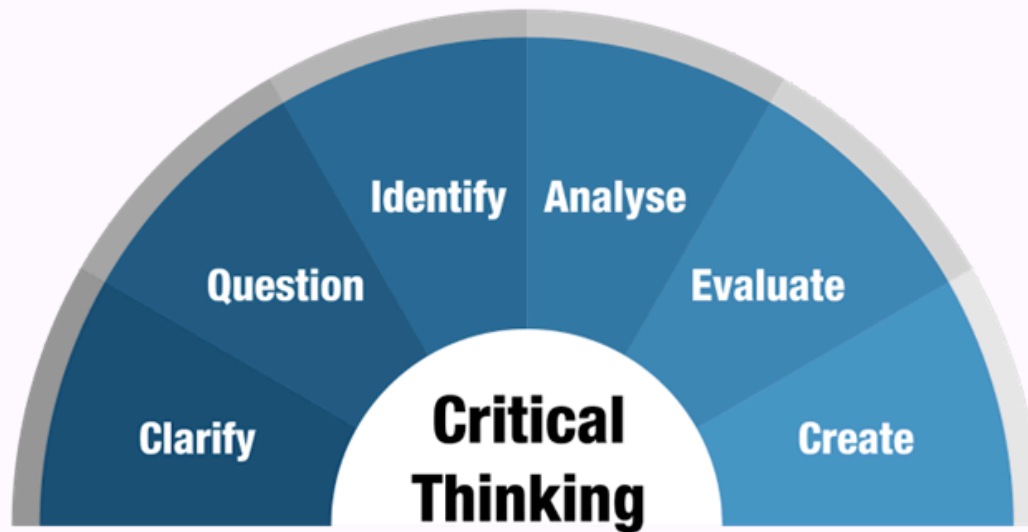 Identify
Analyse
Question
Evaluate
Clarify
Critical
Thinking
Create